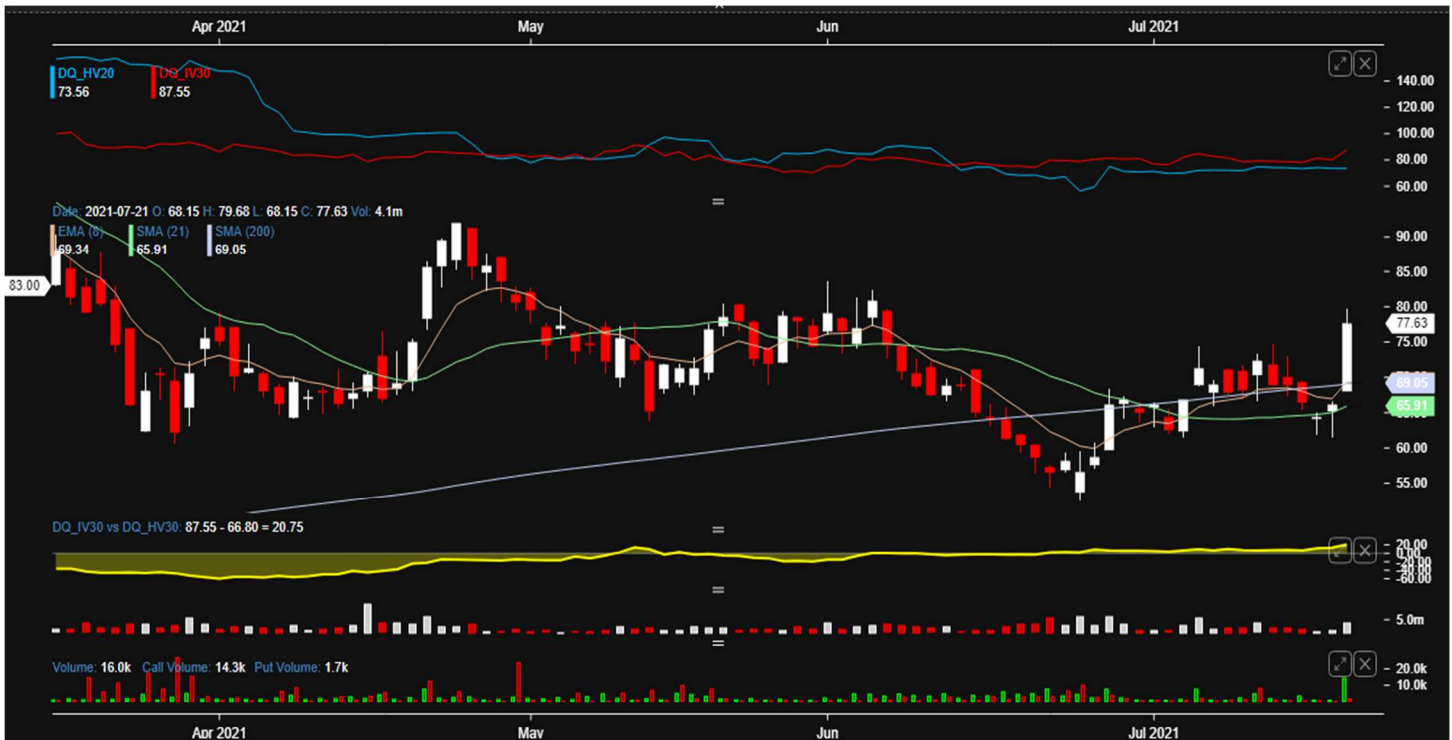 Apr 2021 May Jun Jul 2021
DQ_HV20 DQ_IV30
73.56 87.55
140.00
120.00
100.00
80.00
60.00
Date: 2021-07-21 O: 68.15 H: 79.68 L: 68.15 C: 77.63 Vol: 4.1m
EMA (8) SMA (21) SMA (200)
69.34 65.91 69.05
90.00
85.00
83.00
80.00
77.63
75.00
69.05
65.91
60.00
55.00
DQ_IV30 vs DQ_HV30: 87.55 - 66.80 = 20.75
20.00
0.00
-60.00
5.0m
Volume: 16.0k Call Volume: 14.3k Put Volume: 1.7k
20.0k
10.0k
Apr 2021 May Jun Jul 2021